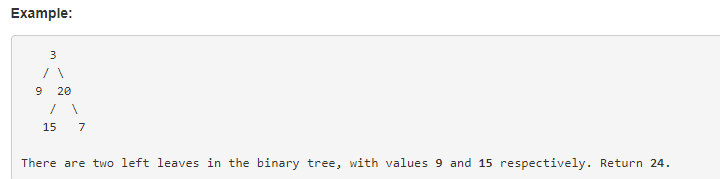 Example:
    3
   / \
  9  20
    /  \
   15   7
There are two left leaves in the binary tree, with values 9 and 15 respectively. Return 24.